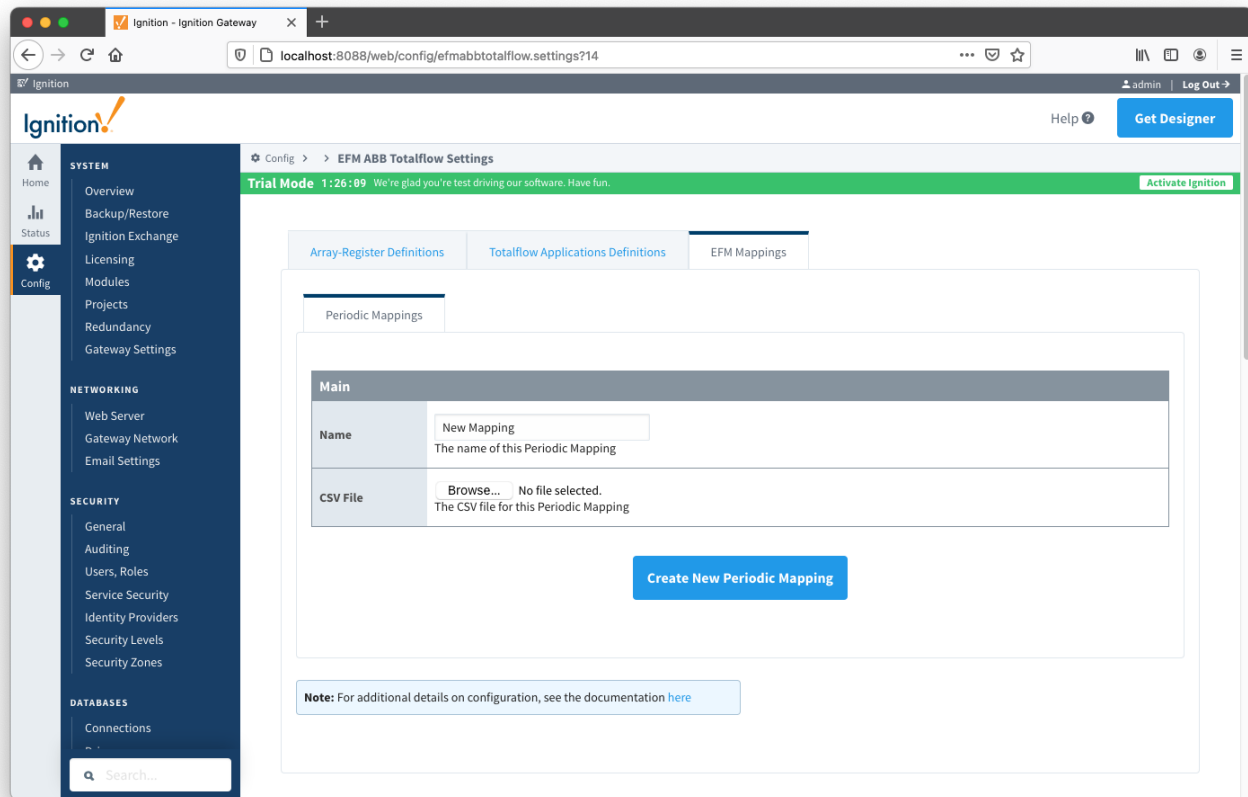 Ignition - Ignition Gateway
localhost:8088/web/config/efmabbtotalflow.settings?14
Ignition
admin | Log Out
Ignition!
Help
Get Designer
Home
Status
Config
SYSTEM
Overview
Backup/Restore
Ignition Exchange
Licensing
Modules
Projects
Redundancy
Gateway Settings
NETWORKING
Web Server
Gateway Network
Email Settings
SECURITY
General
Auditing
Users, Roles
Service Security
Identity Providers
Security Levels
Security Zones
DATABASES
Connections
Search...
Config > > EFM ABB Totalflow Settings
Trial Mode 1:26:09 We're glad you're test driving our software. Have fun.
Activate Ignition
Array-Register Definitions
Totalflow Applications Definitions
EFM Mappings
Periodic Mappings
Main
Name
New Mapping
The name of this Periodic Mapping
CSV File
Browse... No file selected.
The CSV file for this Periodic Mapping
Create New Periodic Mapping
Note: For additional details on configuration, see the documentation here